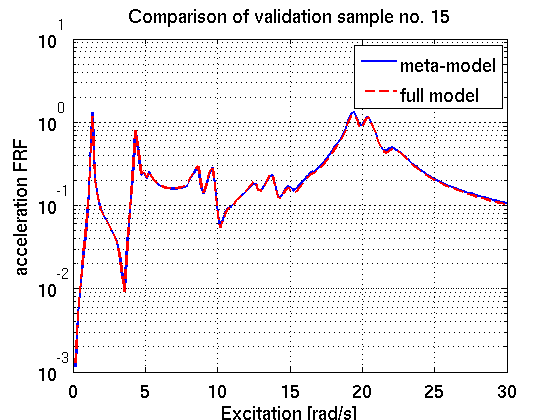 Comparison of validation sample no. 15
10^1
10^0
10^-1
10^-2
10^-3
acceleration FRF
meta-model
full model
0 5 10 15 20 25 30
Excitation [rad/s]